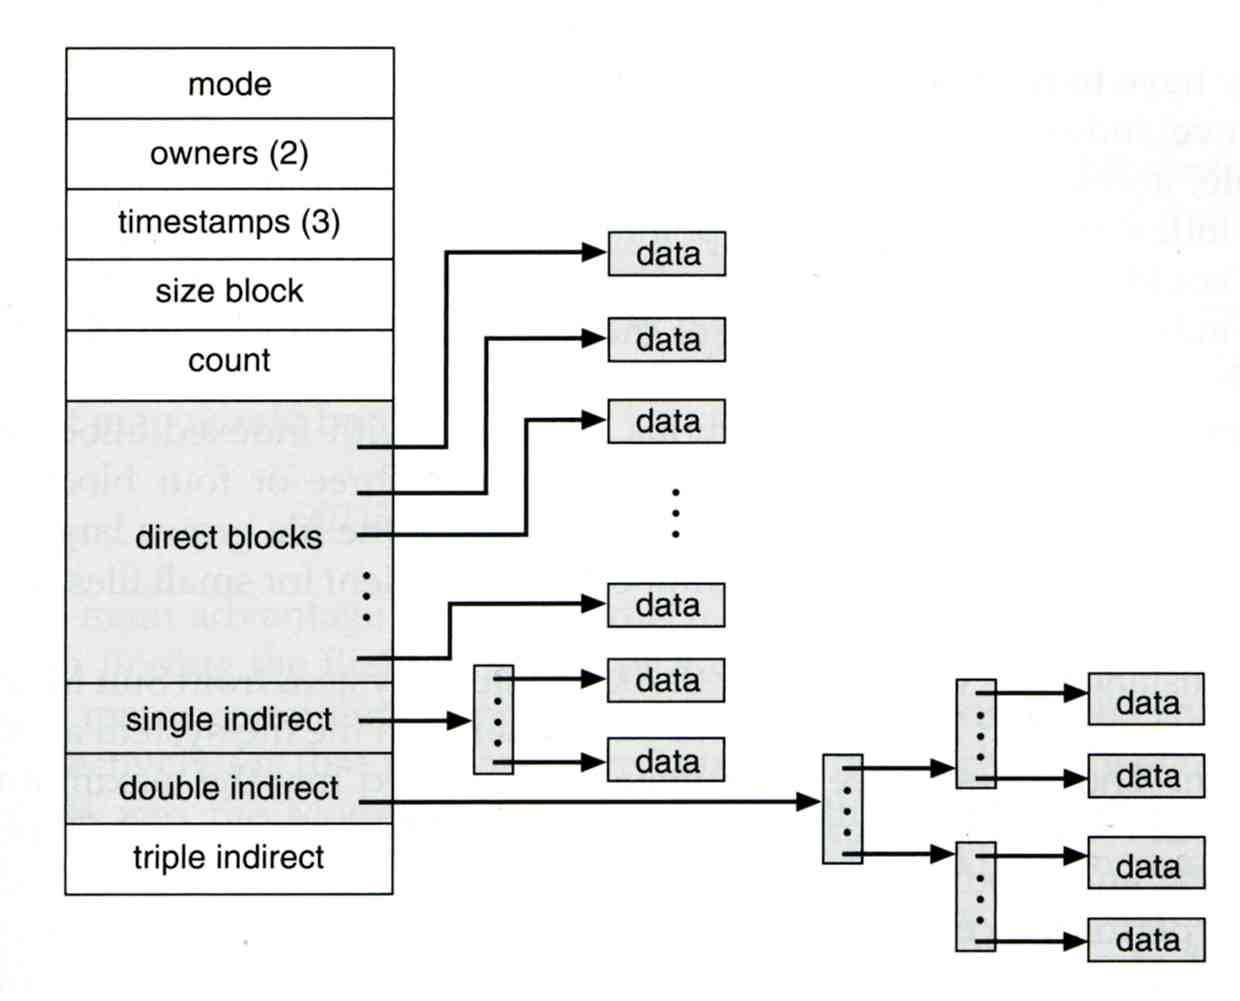 mode
owners (2)
timestamps (3)
size block
count
direct blocks
single indirect
double indirect
triple indirect
data
data
data
data
data
data
data
data
data
data